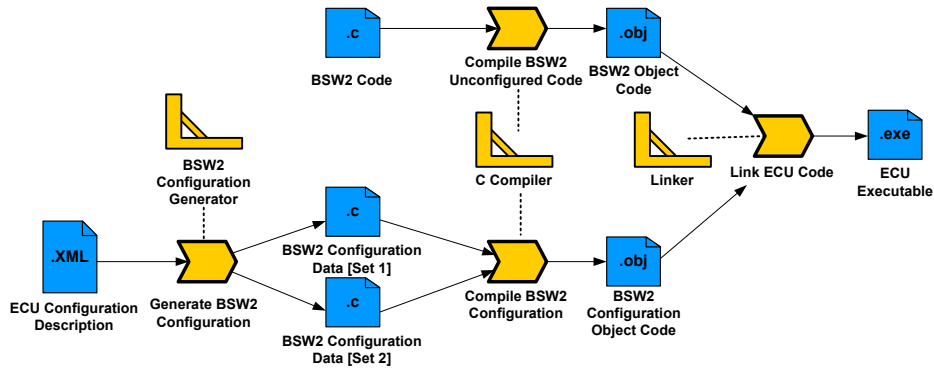 .c
BSW2 Code
Compile BSW2
Unconfigured Code
.obj
BSW2 Object
Code
BSW2
Configuration
Generator
C Compiler
Linker
Link ECU Code
.exe
ECU
Executable
.XML
ECU Configuration
Description
Generate BSW2
Configuration
.c
BSW2 Configuration
Data [Set 1]
.c
BSW2 Configuration
Data [Set 2]
Compile BSW2
Configuration
.obj
BSW2
Configuration
Object Code